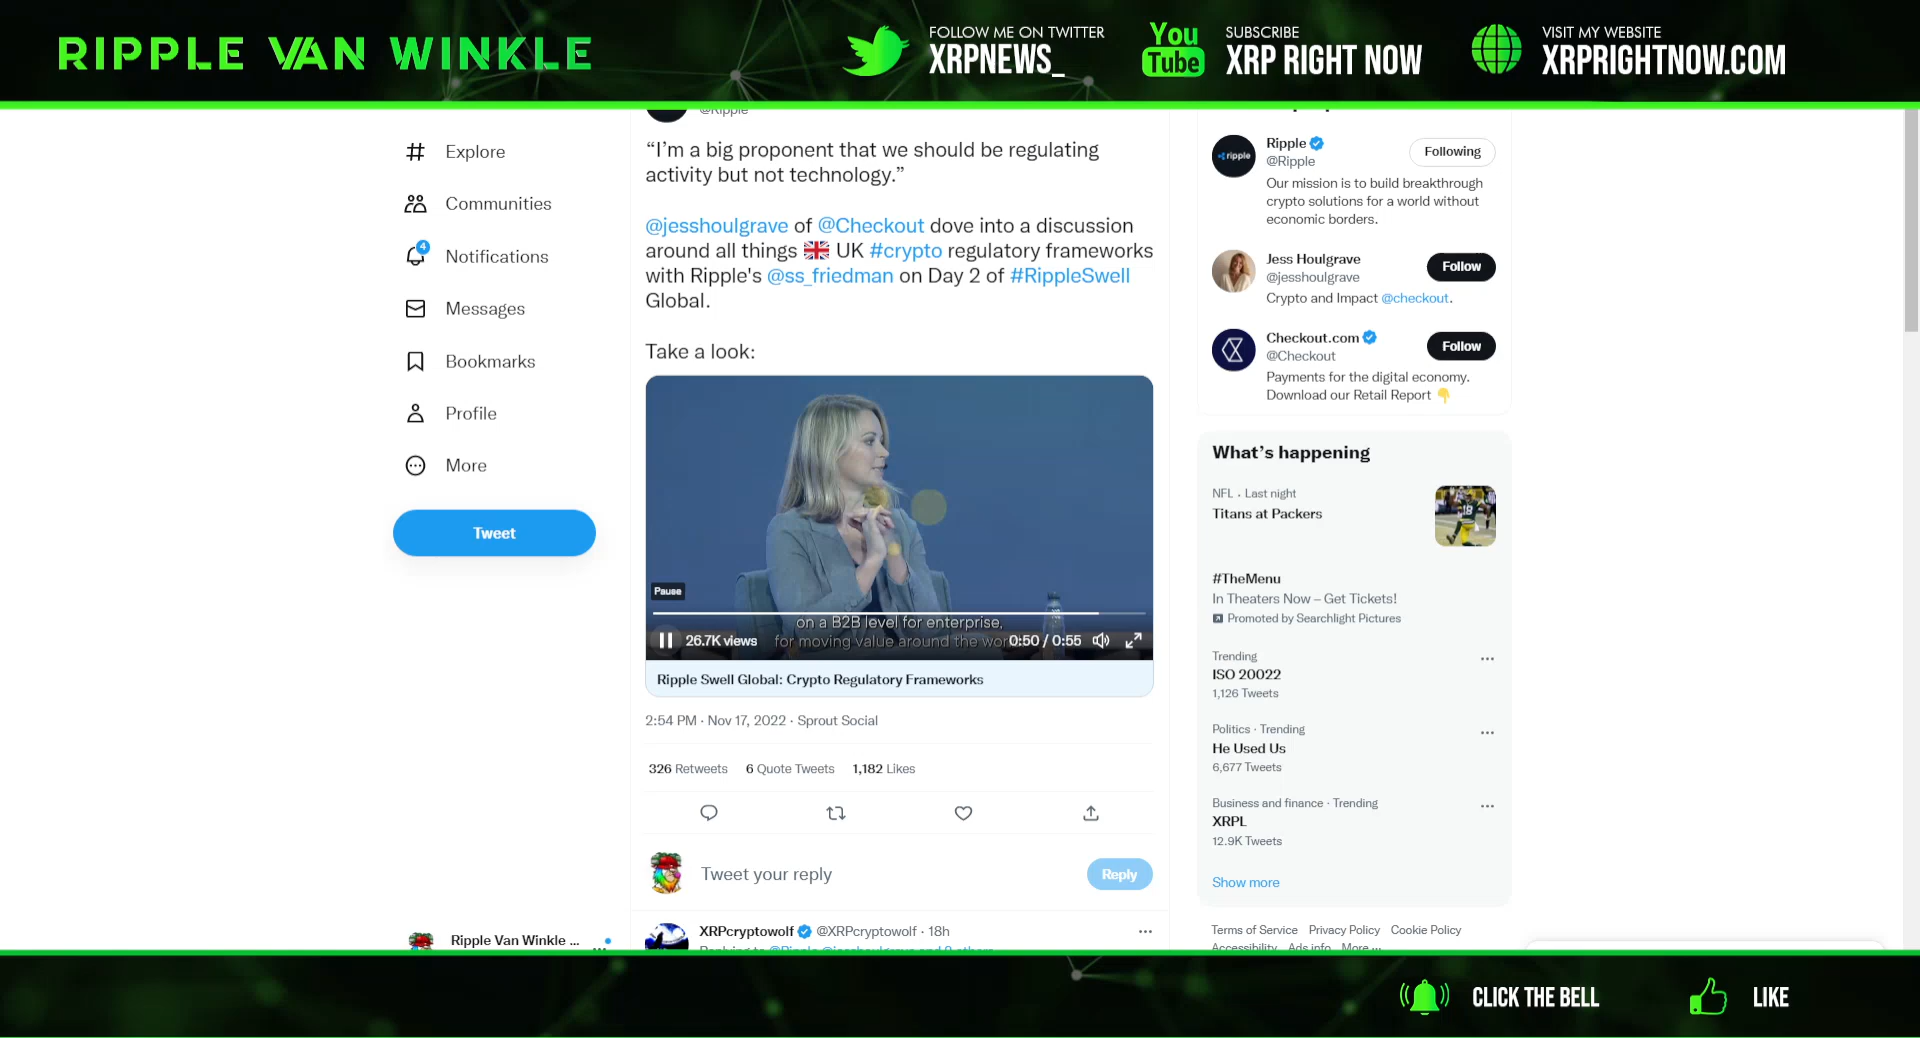 RIPPLE VAN WINKLE
FOLLOW ME ON TWITTER
XRPNEWS_
You
Tube
SUBSCRIBE
XRP RIGHT NOW
VISIT MY WEBSITE
XRPRIGHTNOW.COM
Explore
Communities
4
Notifications
Messages
Bookmarks
Profile
More
Tweet
Ripple Van Winkle ...
@Ripple
“I’m a big proponent that we should be regulating
activity but not technology.”
@jesshoulgrave of @Checkout dove into a discussion
around all things 🇬🇧 UK #crypto regulatory frameworks
with Ripple's @ss_friedman on Day 2 of #RippleSwell
Global.
Take a look:
Pause
on a B2B level for enterprise,
for moving value around the
26.7K views
0:50 / 0:55
Ripple Swell Global: Crypto Regulatory Frameworks
2:54 PM · Nov 17, 2022 · Sprout Social
326 Retweets 6 Quote Tweets 1,182 Likes
Tweet your reply
Reply
XRPcryptowolf @XRPcryptowolf · 18h
Replying to @Ripple @jesshoulgrave and 9 others
ripple
Ripple
@Ripple
Following
Our mission is to build breakthrough
crypto solutions for a world without
economic borders.
Jess Houlgrave
@jesshoulgrave
Follow
Crypto and Impact @checkout.
Checkout.com
@Checkout
Follow
Payments for the digital economy.
Download our Retail Report 👇
What’s happening
NFL · Last night
Titans at Packers
18
#TheMenu
In Theaters Now – Get Tickets!
Promoted by Searchlight Pictures
Trending
ISO 20022
1,126 Tweets
Politics · Trending
He Used Us
6,677 Tweets
Business and finance · Trending
XRPL
12.9K Tweets
Show more
Terms of Service Privacy Policy Cookie Policy
Accessibility Ads info More ...
CLICK THE BELL
LIKE